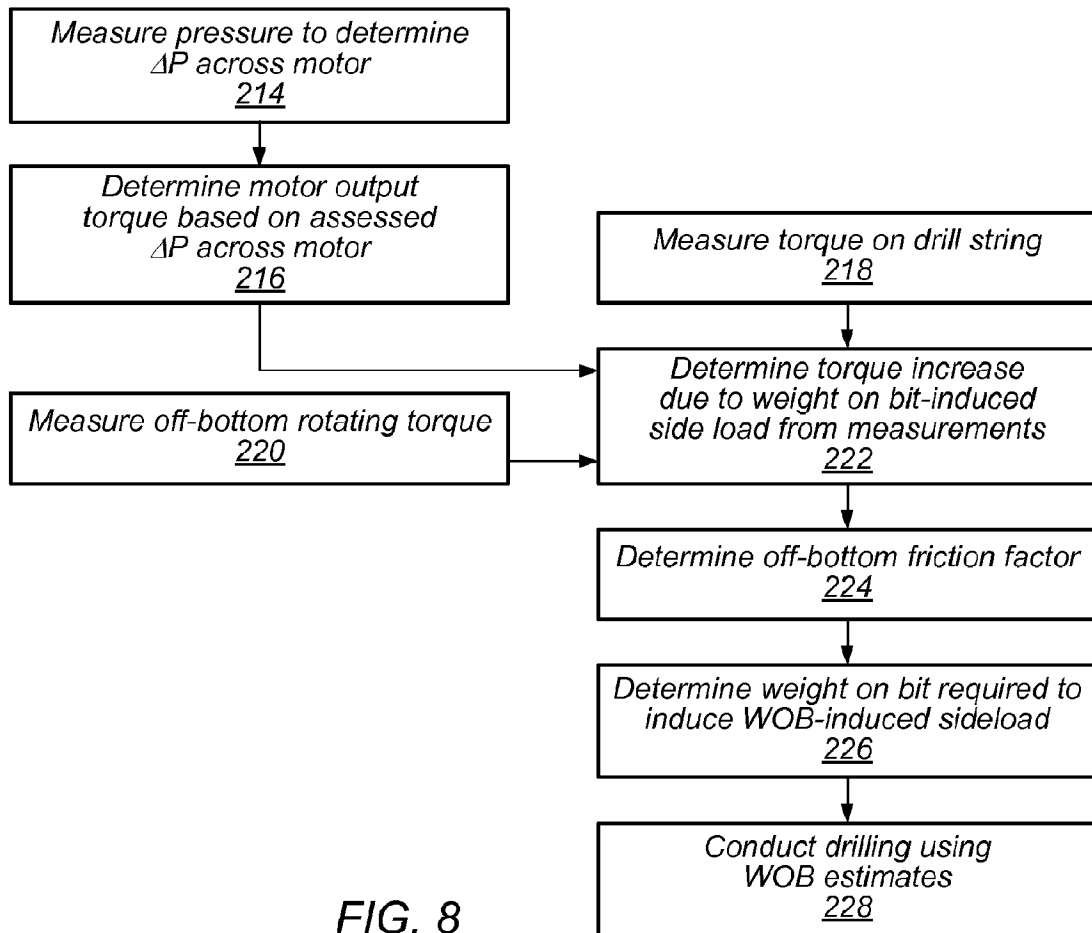 Measure pressure to determine
ΔP across motor
214
Determine motor output
torque based on assessed
ΔP across motor
216
Measure torque on drill string
218
Measure off-bottom rotating torque
220
Determine torque increase
due to weight on bit-induced
side load from measurements
222
Determine off-bottom friction factor
224
Determine weight on bit required to
induce WOB-induced sideload
226
Conduct drilling using
WOB estimates
228
FIG. 8